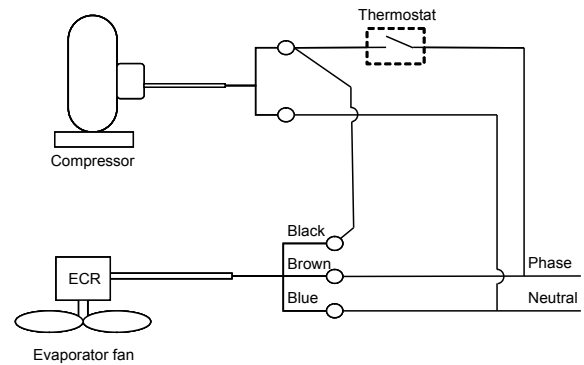 Thermostat
Compressor
Black
Brown
Phase
ECR
Blue
Neutral
Evaporator fan